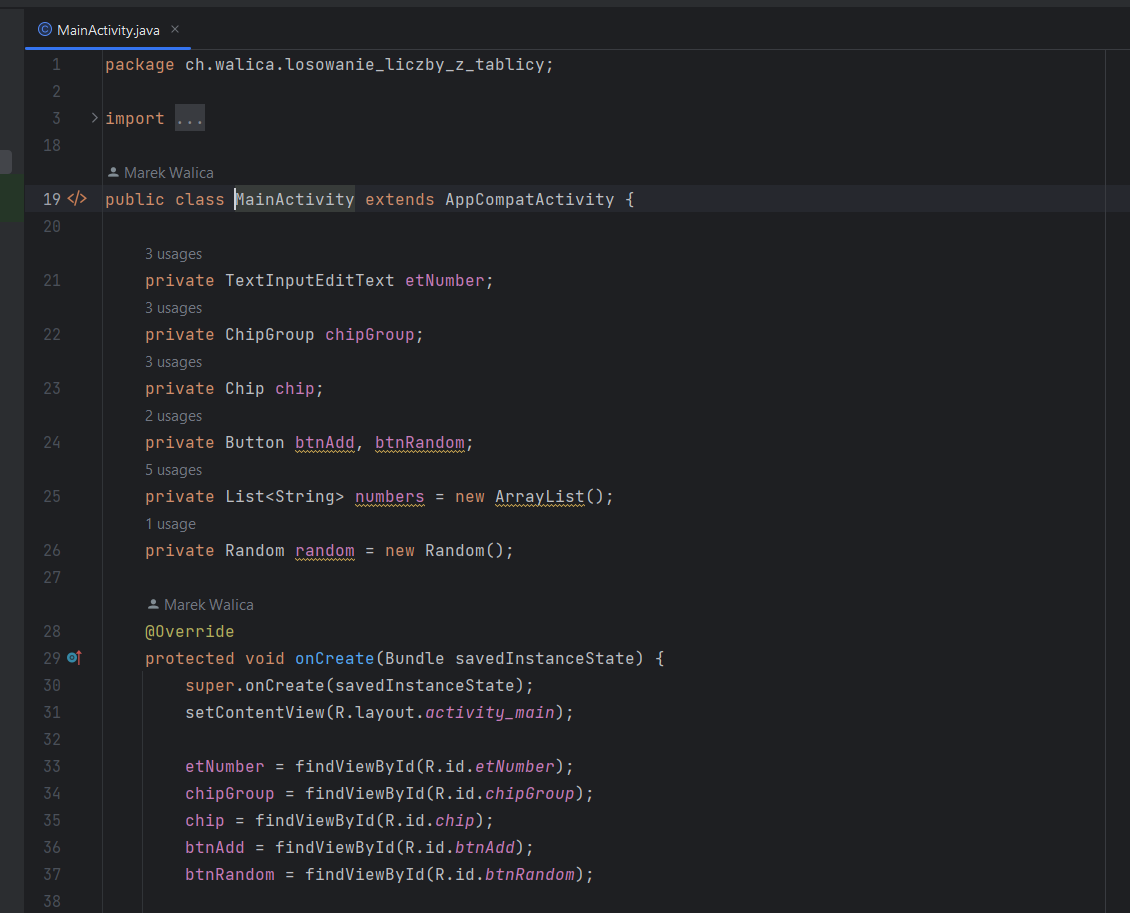 MainActivity.java
1 package ch.walica.losowanie_liczby_z_tablicy;
2
3 import ...
18
Marek Walica
19 public class MainActivity extends AppCompatActivity {
20
3 usages
21 private TextInputEditText etNumber;
3 usages
22 private ChipGroup chipGroup;
3 usages
23 private Chip chip;
2 usages
24 private Button btnAdd, btnRandom;
5 usages
25 private List<String> numbers = new ArrayList();
1 usage
26 private Random random = new Random();
27
Marek Walica
28 @Override
29 protected void onCreate(Bundle savedInstanceState) {
30 super.onCreate(savedInstanceState);
31 setContentView(R.layout.activity_main);
32
33 etNumber = findViewById(R.id.etNumber);
34 chipGroup = findViewById(R.id.chipGroup);
35 chip = findViewById(R.id.chip);
36 btnAdd = findViewById(R.id.btnAdd);
37 btnRandom = findViewById(R.id.btnRandom);
38